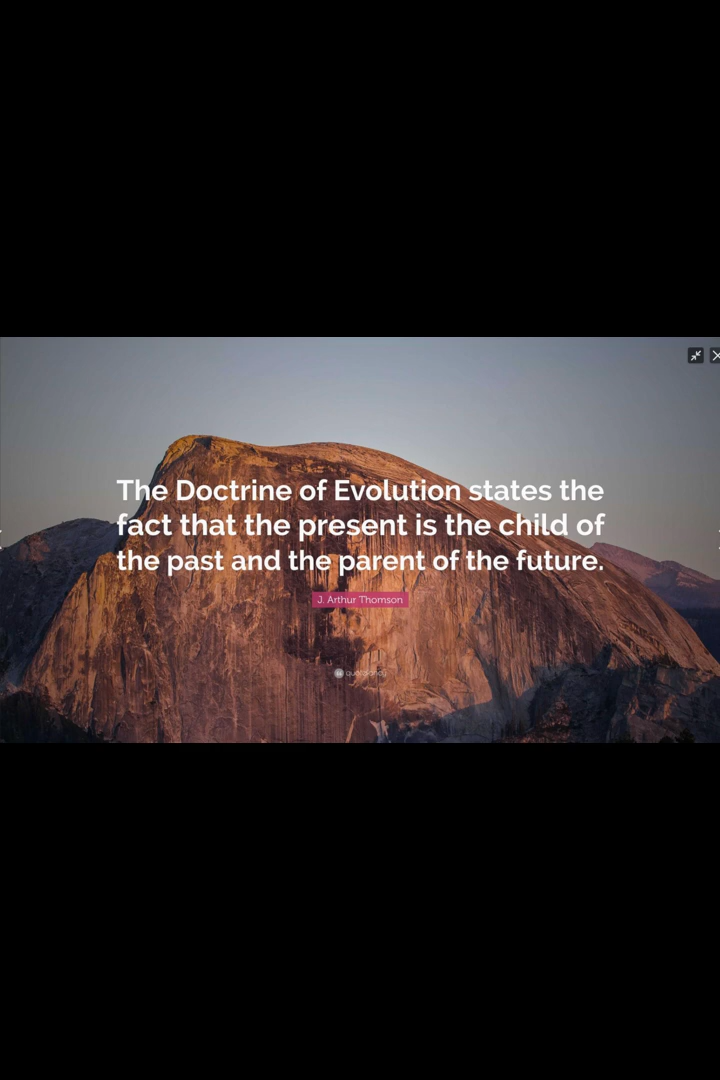 The Doctrine of Evolution states the
fact that the present is the child of
the past and the parent of the future.
J. Arthur Thomson
quotefancy